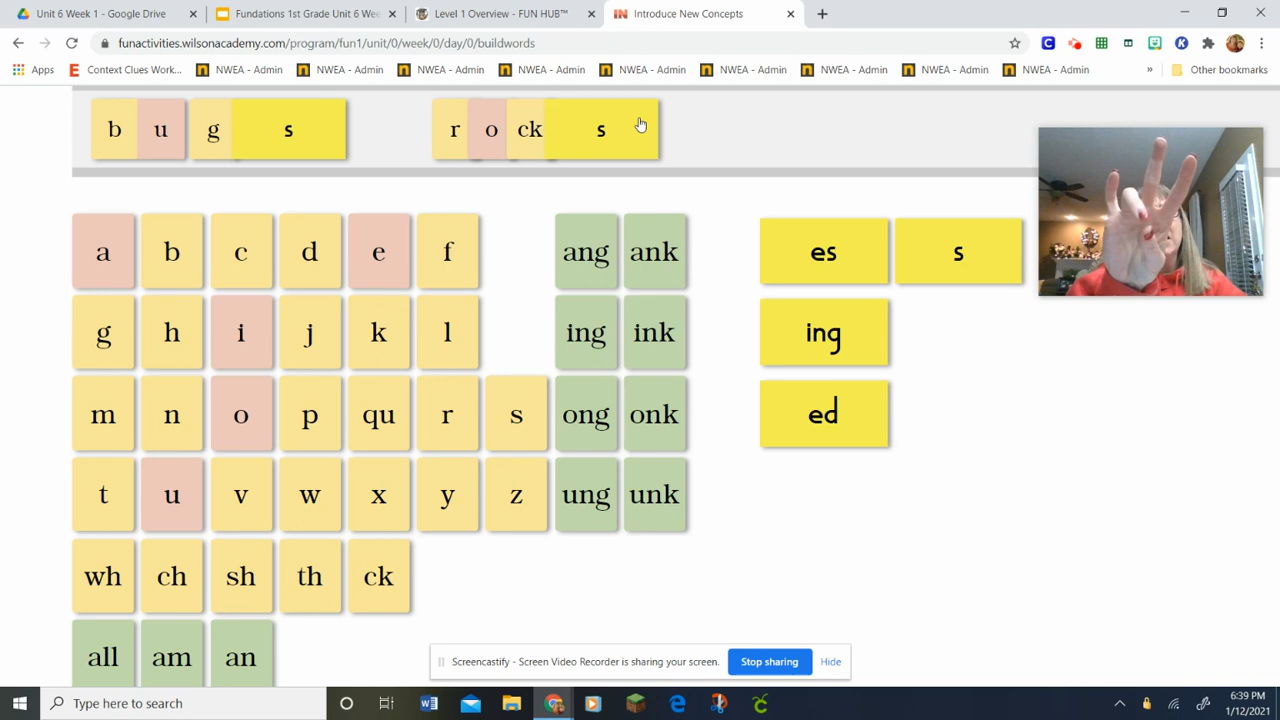 Unit 6 Week 1 - Google Drive
Fundations 1st Grade Unit 6 We
Level 1 Overview - FUN HUB™
Introduce New Concepts
funactivities.wilsonacademy.com/program/fun1/unit/0/week/0/day/0/buildwords
Apps Context Clues Work... NWEA - Admin NWEA - Admin NWEA - Admin NWEA - Admin NWEA - Admin NWEA - Admin NWEA - Admin NWEA - Admin NWEA - Admin » Other bookmarks
b u g s r o ck s
a b c d e f ang ank es s
g h i j k l ing ink ing
m n o p qu r s ong onk ed
t u v w x y z ung unk
wh ch sh th ck
all am an
Screencastify - Screen Video Recorder is sharing your screen. Stop sharing Hide
Type here to search
6:39 PM
1/12/2021